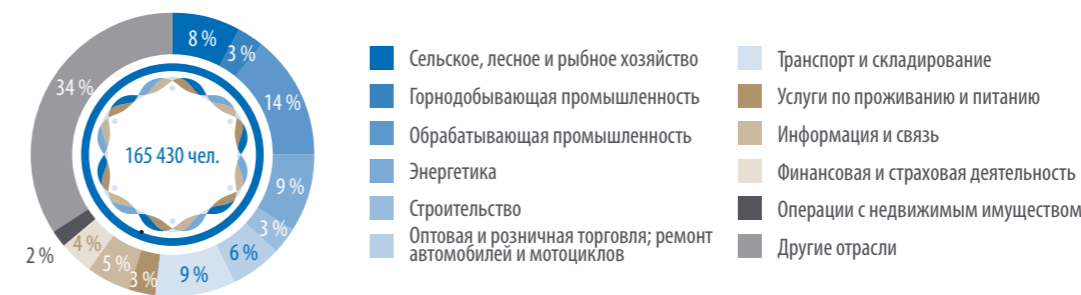 8 %
3 %
14 %
9 %
3 %
6 %
9 %
3 %
5 %
4 %
2 %
34 %
165 430 чел.
Сельское, лесное и рыбное хозяйство
Горнодобывающая промышленность
Обрабатывающая промышленность
Энергетика
Строительство
Оптовая и розничная торговля; ремонт
автомобилей и мотоциклов
Транспорт и складирование
Услуги по проживанию и питанию
Информация и связь
Финансовая и страховая деятельность
Операции с недвижимым имуществом
Другие отрасли